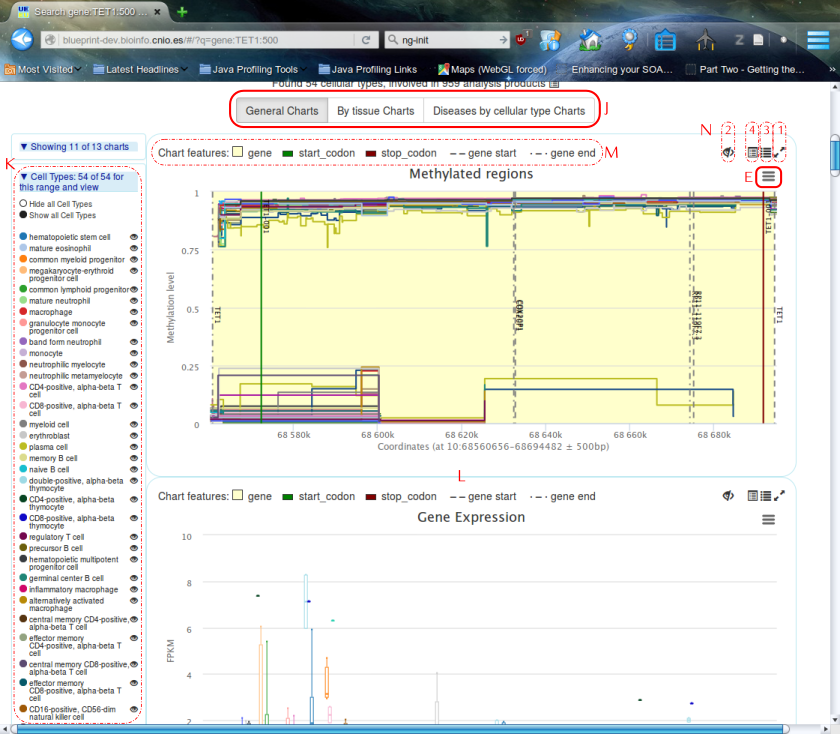 Search gene:TET1:500 ...
blueprint-dev.bioinfo.cnio.es/#/?q=gene:TET1:500
ng-init
Most Visited
Latest Headlines
Java Profiling Tools
Java Profiling Links
Maps (WebGL forced)
Enhancing your SOA...
Part Two - Getting the...
Found 54 cellular types, involved in 959 analysis products
General Charts
By tissue Charts
Diseases by cellular type Charts
J
N
2
4
3
1
Showing 11 of 13 charts
Chart features: gene start_codon stop_codon gene start gene end
M
K
Cell Types: 54 of 54 for
this range and view
Hide all Cell Types
Show all Cell Types
hematopoietic stem cell
mature eosinophil
common myeloid progenitor
megakaryocyte-erythroid
progenitor cell
common lymphoid progenitor
mature neutrophil
macrophage
granulocyte monocyte
progenitor cell
band form neutrophil
monocyte
neutrophilic myelocyte
neutrophilic metamyelocyte
CD4-positive, alpha-beta T
cell
CD8-positive, alpha-beta T
cell
myeloid cell
erythroblast
plasma cell
memory B cell
naive B cell
double-positive, alpha-beta
thymocyte
CD4-positive, alpha-beta
thymocyte
CD8-positive, alpha-beta
thymocyte
regulatory T cell
precursor B cell
hematopoietic multipotent
progenitor cell
germinal center B cell
inflammatory macrophage
alternatively activated
macrophage
central memory CD4-positive,
alpha-beta T cell
effector memory
CD4-positive, alpha-beta T
cell
central memory CD8-positive,
alpha-beta T cell
effector memory
CD8-positive, alpha-beta T
cell
CD16-positive, CD56-dim
natural killer cell
Methylated regions
E
Methylation level
1
0.75
0.5
0.25
0
TET1
TET1
68 580k
68 600k
68 620k
68 640k
68 660k
68 680k
Coordinates (at 10:68560656-68694482 ± 500bp)
L
Chart features: gene start_codon stop_codon gene start gene end
Gene Expression
FPKM
10
8
6
4
2